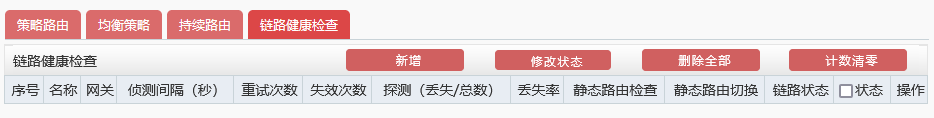 策略路由 均衡策略 持续路由 链路健康检查
链路健康检查 新增 修改状态 删除全部 计数清零
序号 名称 网关 侦测间隔（秒） 重试次数 失效次数 探测（丢失/总数） 丢失率 静态路由检查 静态路由切换 链路状态 状态 操作